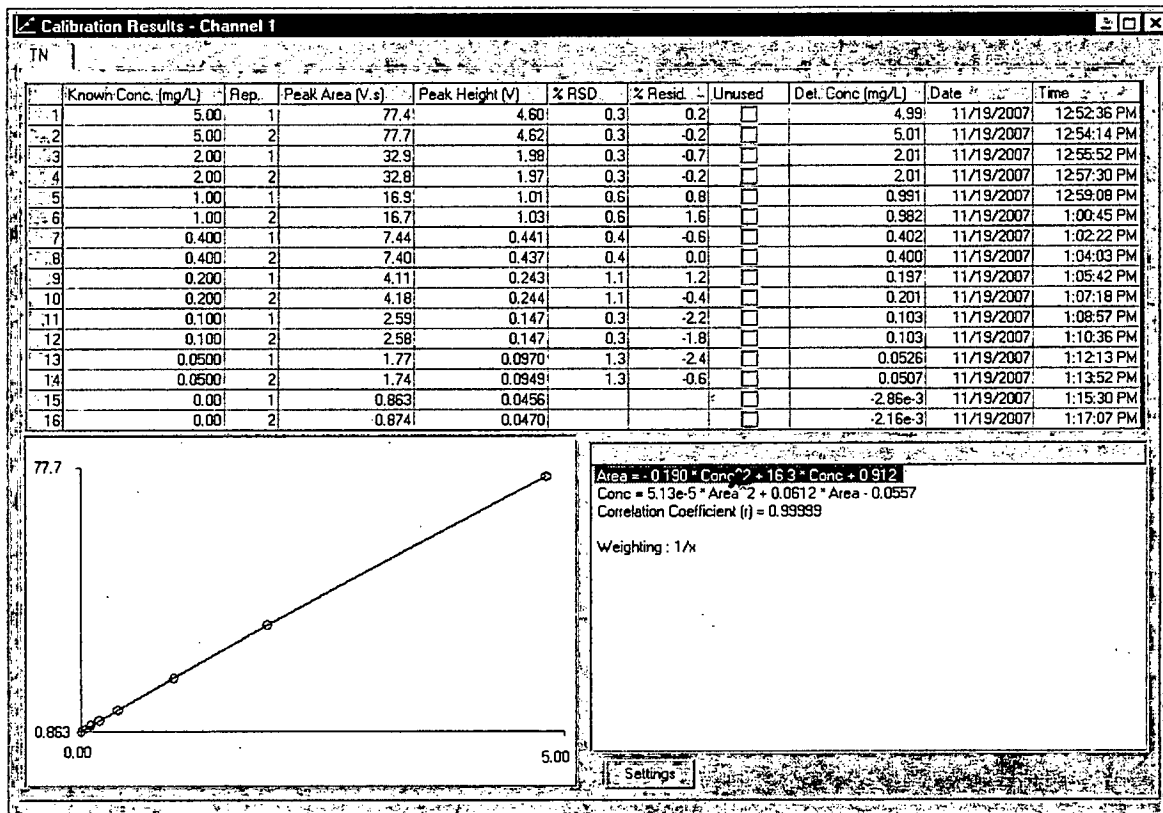 Calibration Results - Channel 1
TN
Known Conc. (mg/L) Rep. Peak Area (V.s) Peak Height (V) % RSD % Resid. Unused Det. Conc (mg/L) Date Time
1 5.00 1 77.4 4.60 0.3 0.2 4.99 11/19/2007 12:52:36 PM
2 5.00 2 77.7 4.62 0.3 -0.2 5.01 11/19/2007 12:54:14 PM
3 2.00 1 32.9 1.98 0.3 -0.7 2.01 11/19/2007 12:55:52 PM
4 2.00 2 32.8 1.97 0.3 -0.2 2.01 11/19/2007 12:57:30 PM
5 1.00 1 16.9 1.01 0.6 0.8 0.991 11/19/2007 12:59:08 PM
6 1.00 2 16.7 1.03 0.6 1.6 0.982 11/19/2007 1:00:45 PM
7 0.400 1 7.44 0.441 0.4 -0.6 0.402 11/19/2007 1:02:22 PM
8 0.400 2 7.40 0.437 0.4 0.0 0.400 11/19/2007 1:04:03 PM
9 0.200 1 4.11 0.243 1.1 1.2 0.197 11/19/2007 1:05:42 PM
10 0.200 2 4.18 0.244 1.1 -0.4 0.201 11/19/2007 1:07:18 PM
11 0.100 1 2.59 0.147 0.3 -2.2 0.103 11/19/2007 1:08:57 PM
12 0.100 2 2.58 0.147 0.3 -1.8 0.103 11/19/2007 1:10:36 PM
13 0.0500 1 1.77 0.0970 1.3 -2.4 0.0526 11/19/2007 1:12:13 PM
14 0.0500 2 1.74 0.0949 1.3 -0.6 0.0507 11/19/2007 1:13:52 PM
15 0.00 1 0.863 0.0456 -2.86e-3 11/19/2007 1:15:30 PM
16 0.00 2 0.874 0.0470 -2.16e-3 11/19/2007 1:17:07 PM
77.7
0.863
0.00 5.00
Area = - 0.190 * Conc^2 + 16.3 * Conc + 0.912
Conc = 5.13e-5 * Area^2 + 0.0612 * Area - 0.0557
Correlation Coefficient (r) = 0.99999
Weighting : 1/x
Settings